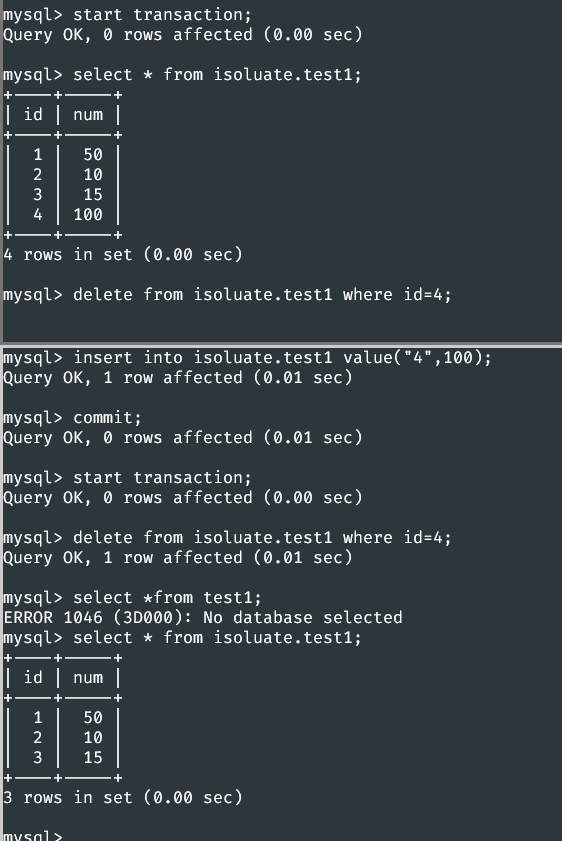 mysql> start transaction;
Query OK, 0 rows affected (0.00 sec)
mysql> select * from isoluate.test1;
+----+-----+
| id | num |
+----+-----+
| 1 | 50 |
| 2 | 10 |
| 3 | 15 |
| 4 | 100 |
+----+-----+
4 rows in set (0.00 sec)
mysql> delete from isoluate.test1 where id=4;
mysql> insert into isoluate.test1 value("4",100);
Query OK, 1 row affected (0.01 sec)
mysql> commit;
Query OK, 0 rows affected (0.01 sec)
mysql> start transaction;
Query OK, 0 rows affected (0.00 sec)
mysql> delete from isoluate.test1 where id=4;
Query OK, 1 row affected (0.01 sec)
mysql> select *from test1;
ERROR 1046 (3D000): No database selected
mysql> select * from isoluate.test1;
+----+-----+
| id | num |
+----+-----+
| 1 | 50 |
| 2 | 10 |
| 3 | 15 |
+----+-----+
3 rows in set (0.00 sec)
mysql>